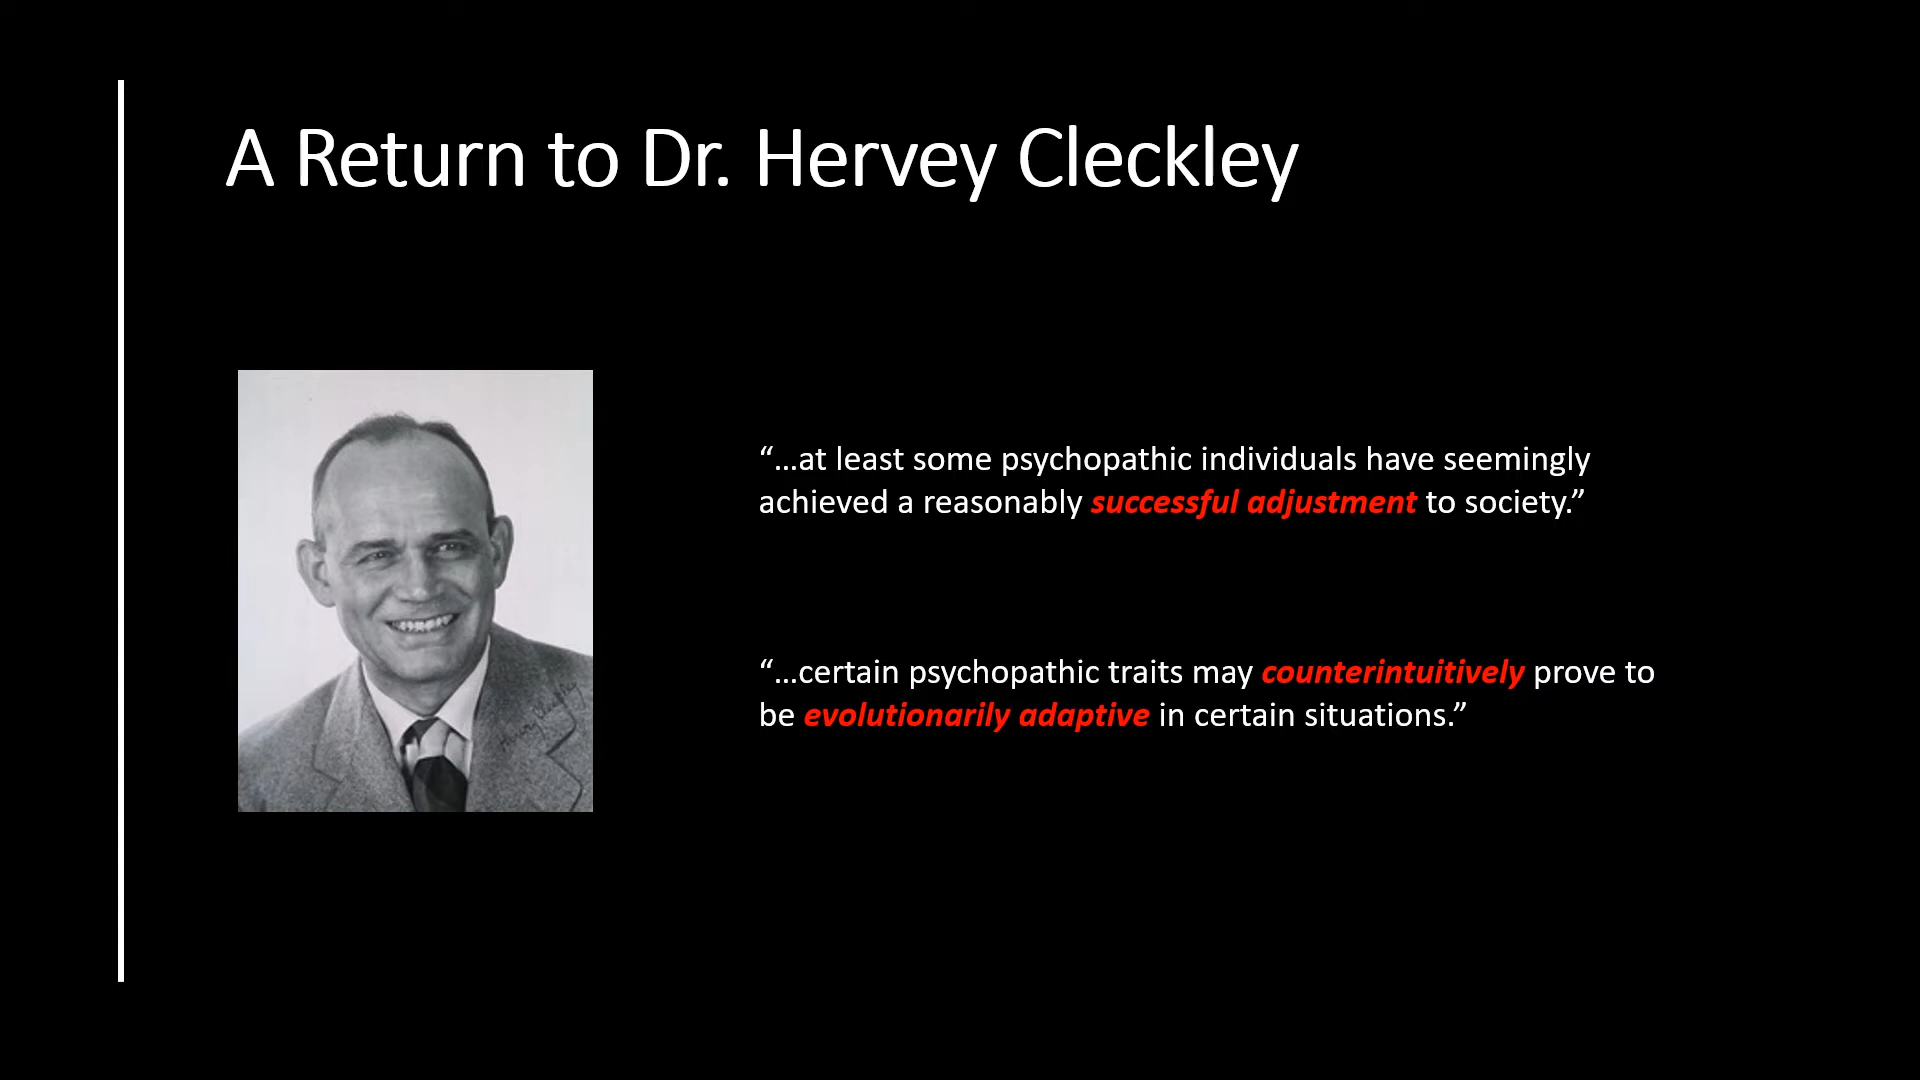 A Return to Dr. Hervey Cleckley
“...at least some psychopathic individuals have seemingly
achieved a reasonably successful adjustment to society.”
“...certain psychopathic traits may counterintuitively prove to
be evolutionarily adaptive in certain situations.”